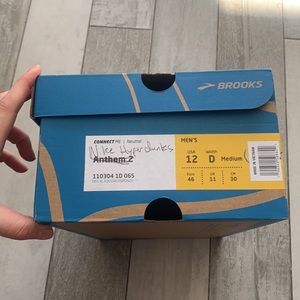 BROOKS
CONNECT ME | Neutral
Nike Hyperdunks
Anthem 2
110304 1D 065
MEN'S
USA Width
12 D Medium
Euro UK CM
46 11 30